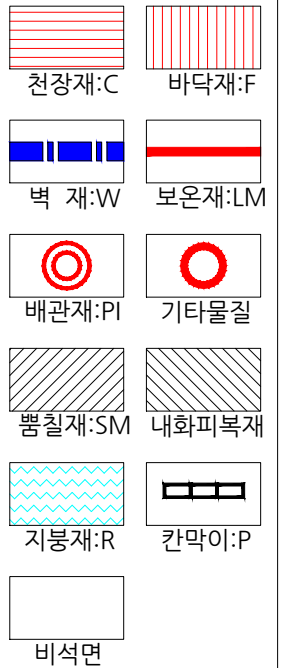 천장재:C 바닥재:F
벽 재:W 보온재:LM
배관재:PI 기타물질
뿜칠재:SM 내화피복재
지붕재:R 칸막이:P
비석면